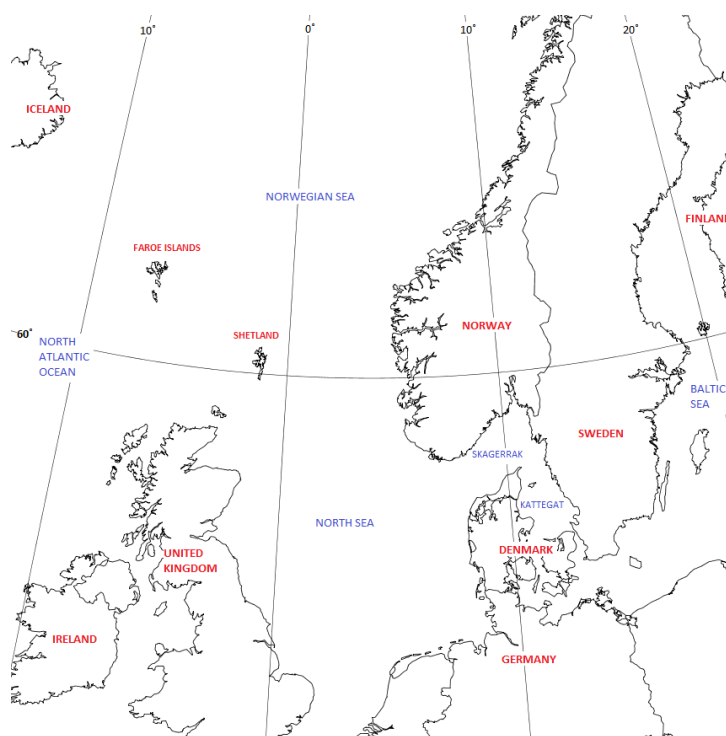 10°
0°
10°
20°
ICELAND
NORWEGIAN SEA
FINLAND
FAROE ISLANDS
60°
NORTH
ATLANTIC
OCEAN
SHETLAND
NORWAY
BALTIC
SEA
SWEDEN
SKAGERRAK
KATTEGAT
NORTH SEA
UNITED
KINGDOM
DENMARK
IRELAND
GERMANY